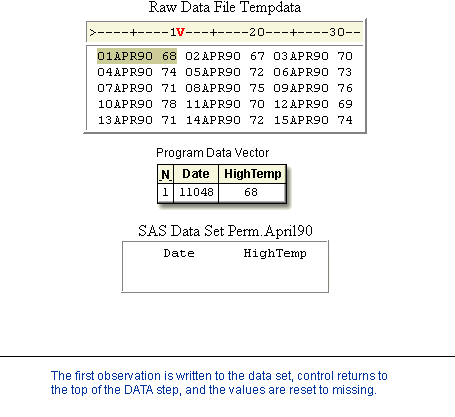 Raw Data File Tempdata
>----+----1V---+----20---+----30--
01APR90 68 02APR90 67 03APR90 70
04APR90 74 05APR90 72 06APR90 73
07APR90 71 08APR90 75 09APR90 76
10APR90 78 11APR90 70 12APR90 69
13APR90 71 14APR90 72 15APR90 74
Program Data Vector
_N_ Date HighTemp
1 11048 68
SAS Data Set Perm.April90
Date HighTemp
The first observation is written to the data set, control returns to
the top of the DATA step, and the values are reset to missing.